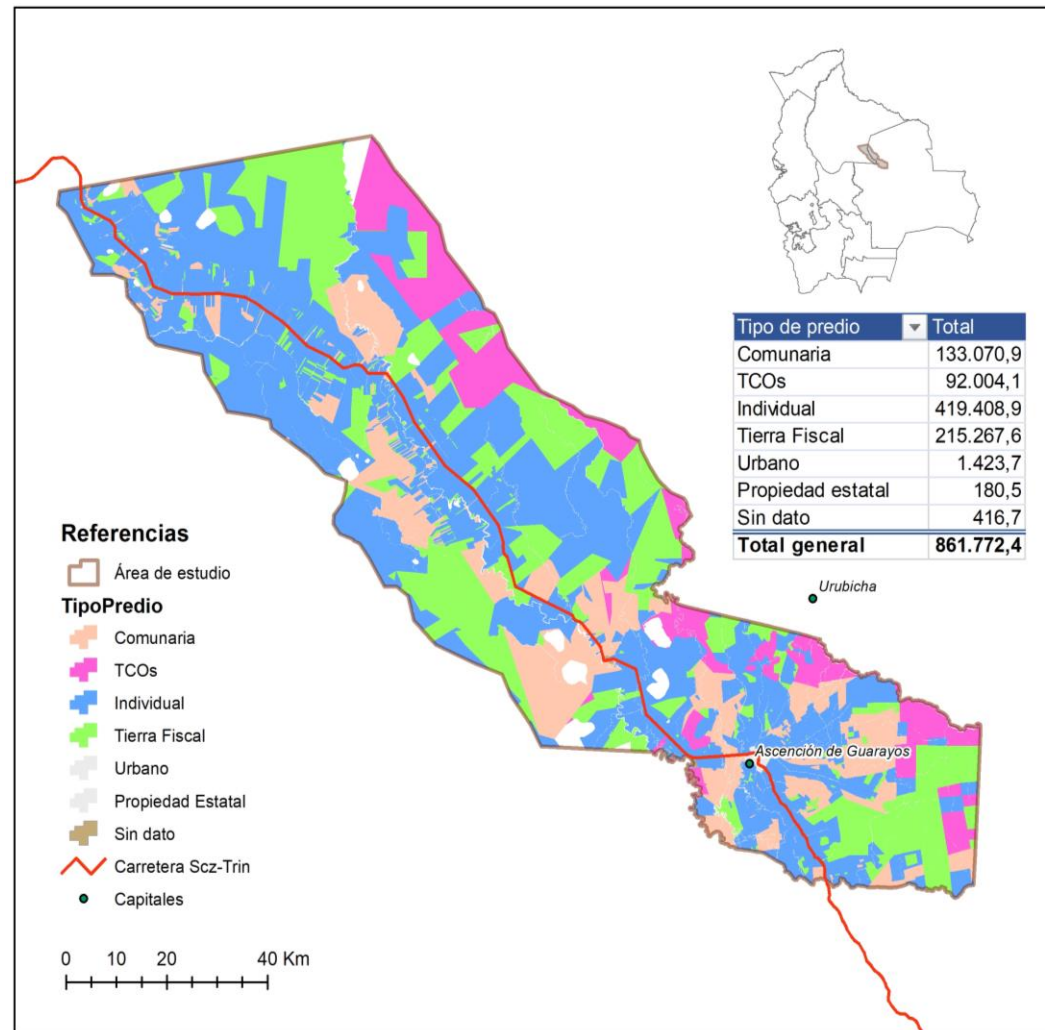 Tipo de predio Total
Comunaria 133.070,9
TCOs 92.004,1
Individual 419.408,9
Tierra Fiscal 215.267,6
Urbano 1.423,7
Propiedad estatal 180,5
Sin dato 416,7
Total general 861.772,4
Urubicha
Ascención de Guarayos
Referencias
Área de estudio
TipoPredio
Comunaria
TCOs
Individual
Tierra Fiscal
Urbano
Propiedad Estatal
Sin dato
Carretera Scz-Trin
Capitales
0 10 20 40 Km